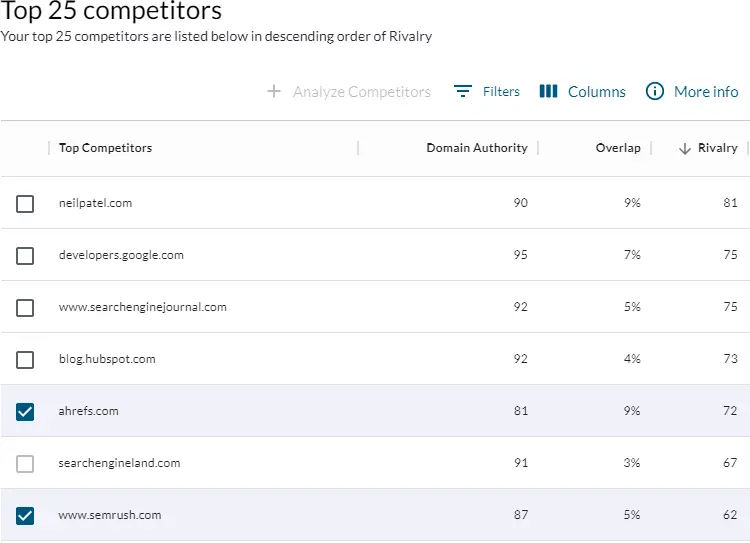 Top 25 competitors
Your top 25 competitors are listed below in descending order of Rivalry
Analyze Competitors Filters Columns More info
Top Competitors Domain Authority Overlap Rivalry
neilpatel.com 90 9% 81
developers.google.com 95 7% 75
www.searchenginejournal.com 92 5% 75
blog.hubspot.com 92 4% 73
ahrefs.com 81 9% 72
searchengineland.com 91 3% 67
www.semrush.com 87 5% 62